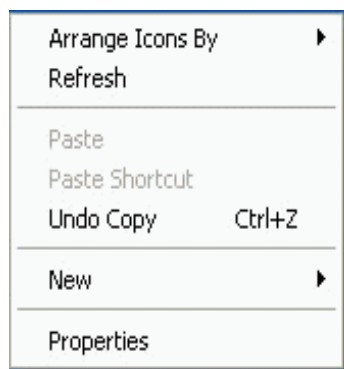 Arrange Icons By
Refresh
Paste
Paste Shortcut
Undo Copy Ctrl+Z
New
Properties